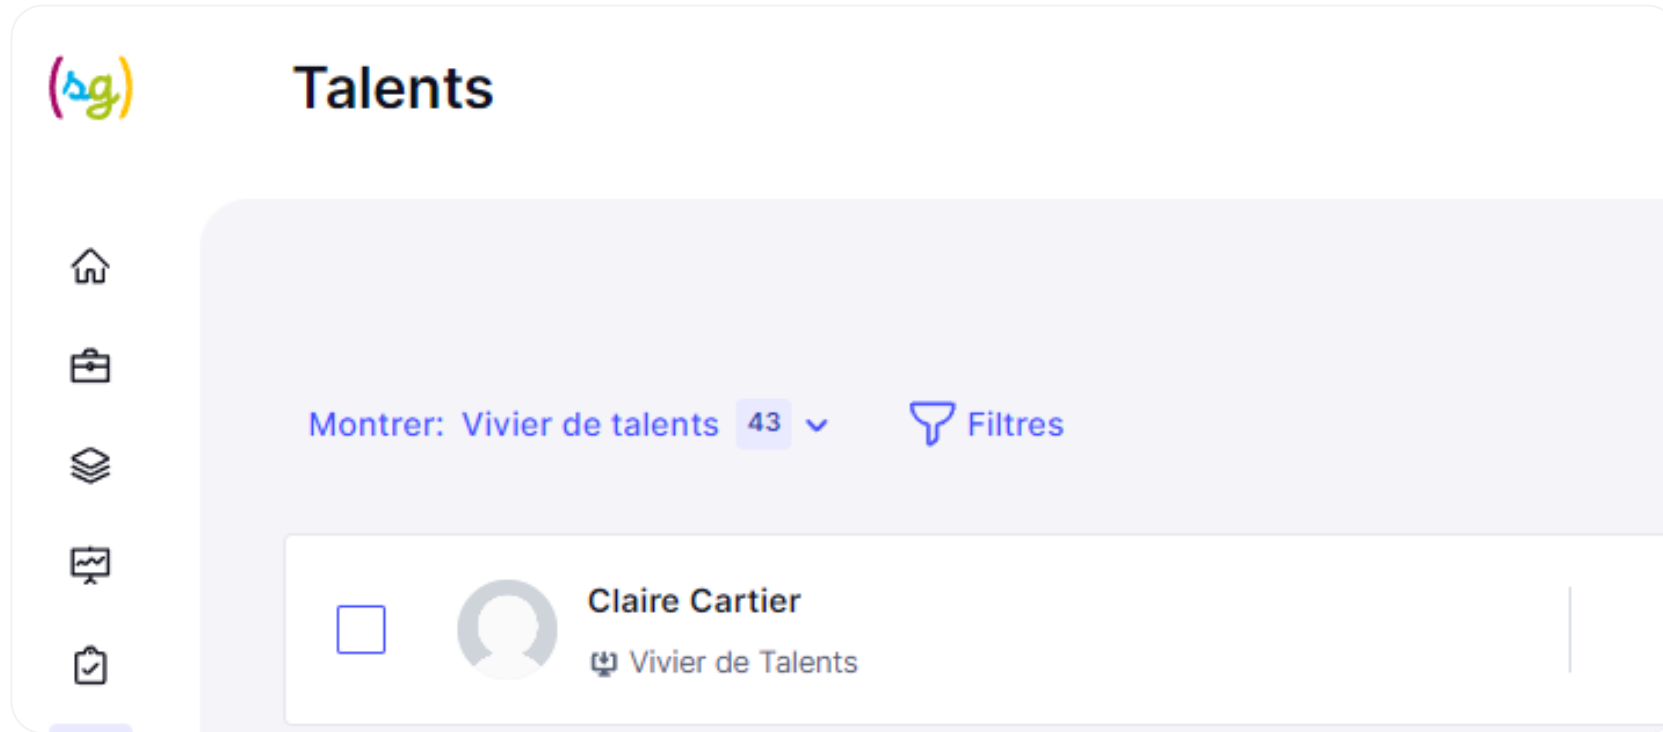 (sg)
Talents
Montrer: Vivier de talents 43 Filtres
Claire Cartier
Vivier de Talents